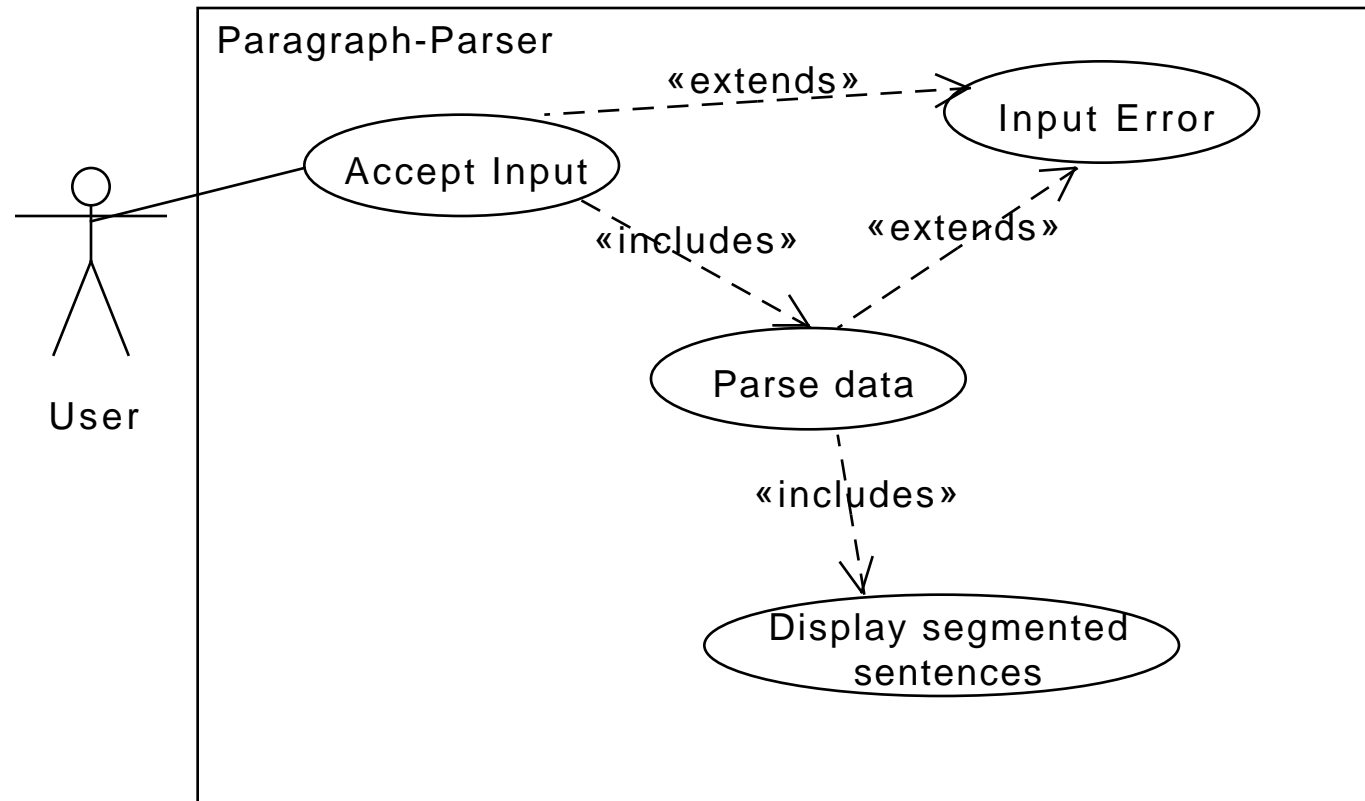 Paragraph-Parser
«extends»
Input Error
Accept Input
«includes»
«extends»
Parse data
User
«includes»
Display segmented
sentences